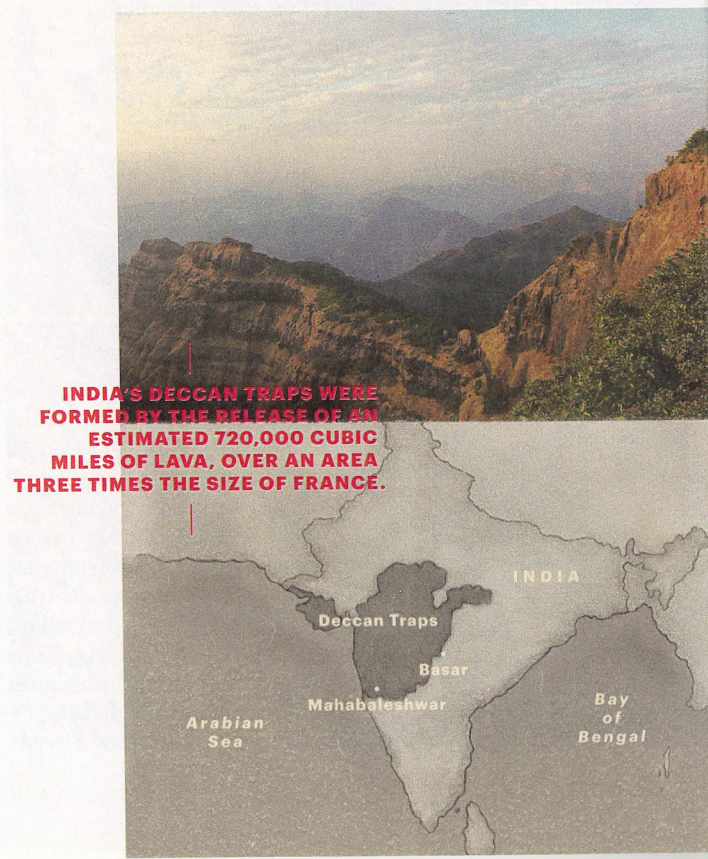 INDIA'S DECCAN TRAPS WERE
FORMED BY THE RELEASE OF AN
ESTIMATED 720,000 CUBIC
MILES OF LAVA, OVER AN AREA
THREE TIMES THE SIZE OF FRANCE.
INDIA
Deccan Traps
Basar
Mahabaleshwar
Arabian
Sea
Bay
of
Bengal